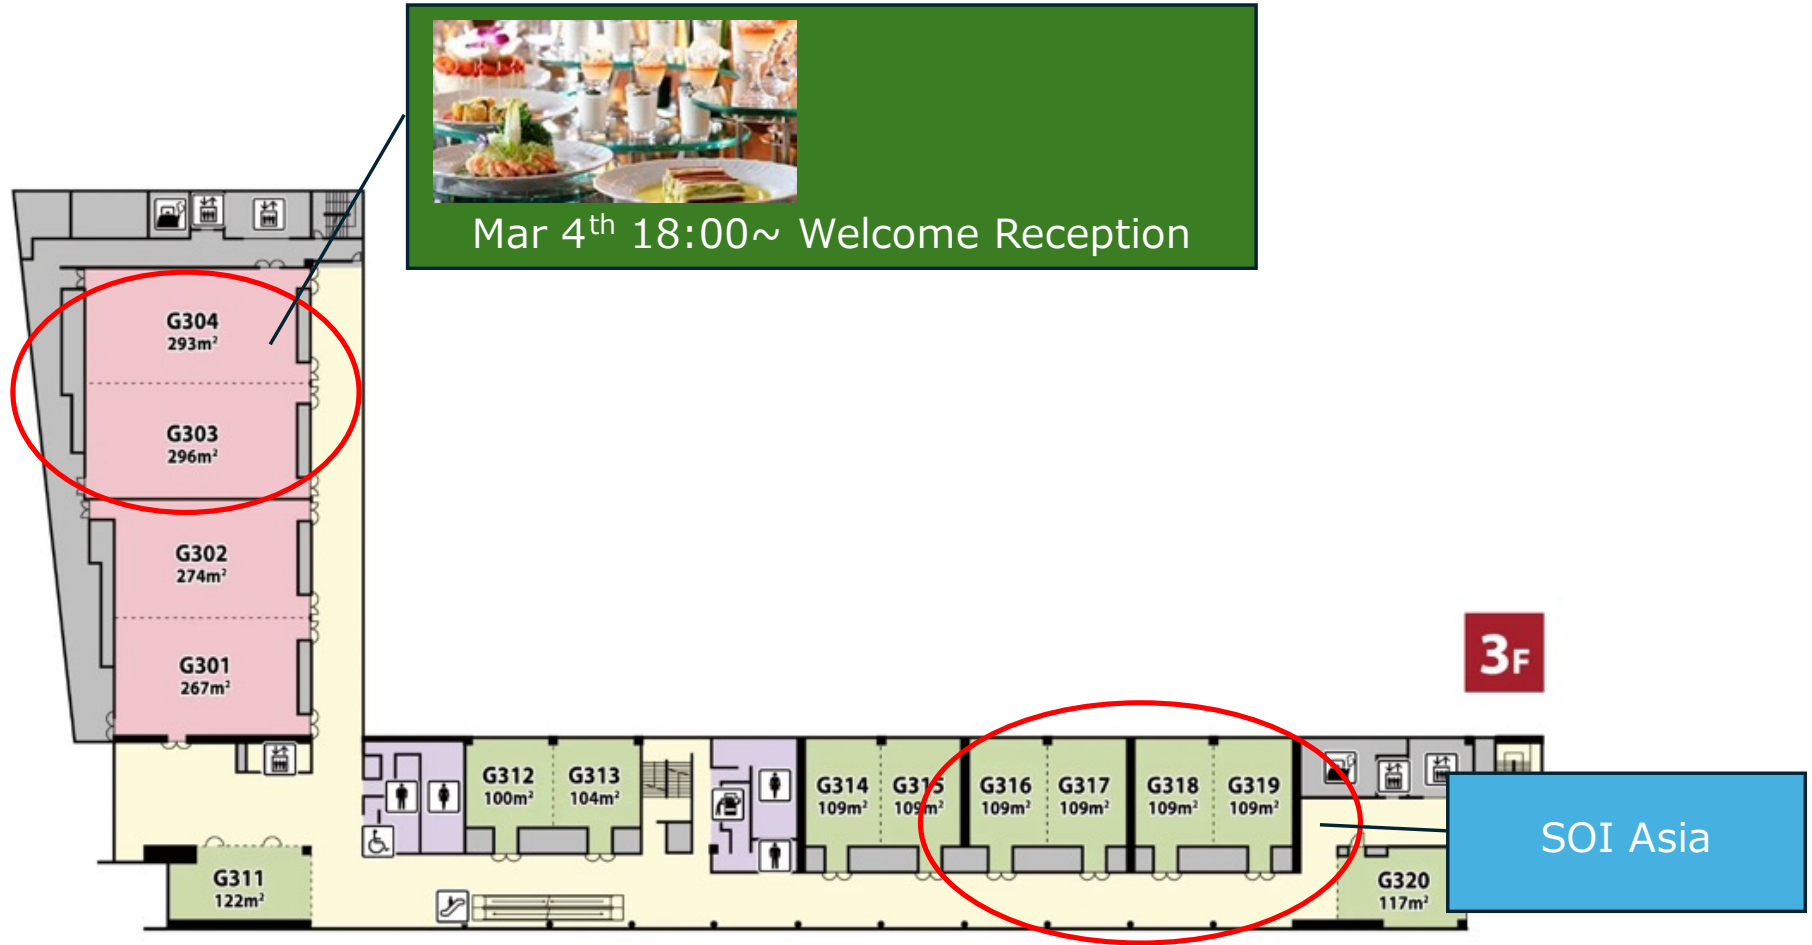 Mar 4th 18:00~ Welcome Reception
G304
293m²
G303
296m²
G302
274m²
G301
267m²
3F
G312
100m²
G313
104m²
G314
109m²
G315
109m²
G316
109m²
G317
109m²
G318
109m²
G319
109m²
SOI Asia
G311
122m²
G320
117m²